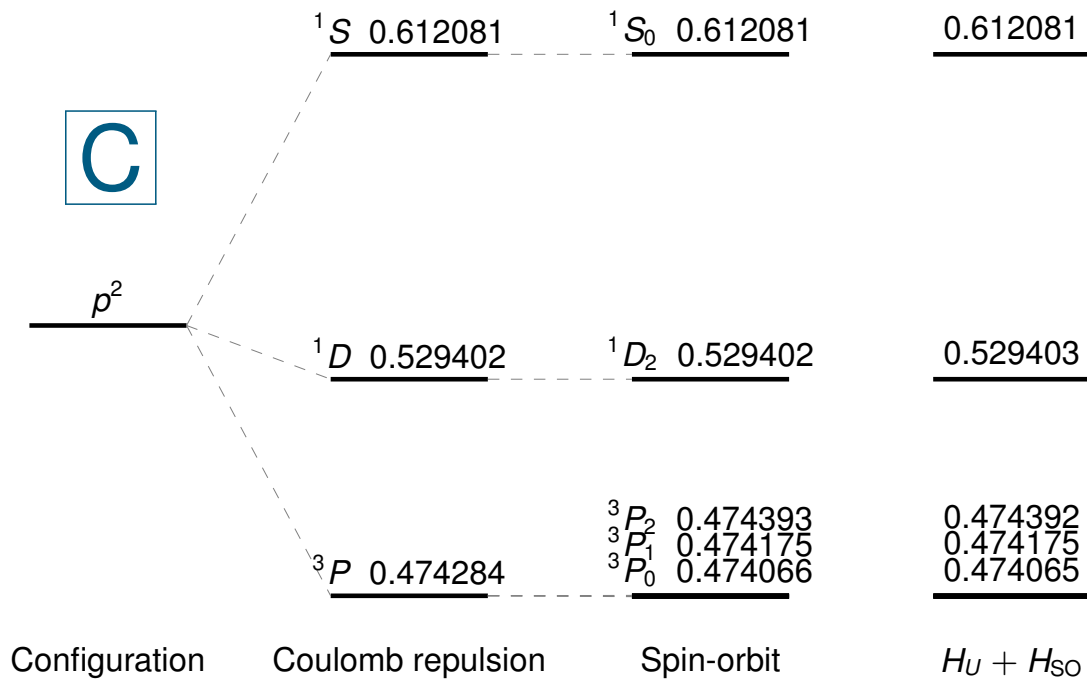 ¹S 0.612081 ¹S₀ 0.612081 0.612081
C
p²
¹D 0.529402 ¹D₂ 0.529402 0.529403
³P₂ 0.474393 0.474392
³P₁ 0.474175 0.474175
³P 0.474284 ³P₀ 0.474066 0.474065
Configuration Coulomb repulsion Spin-orbit H_U + H_SO